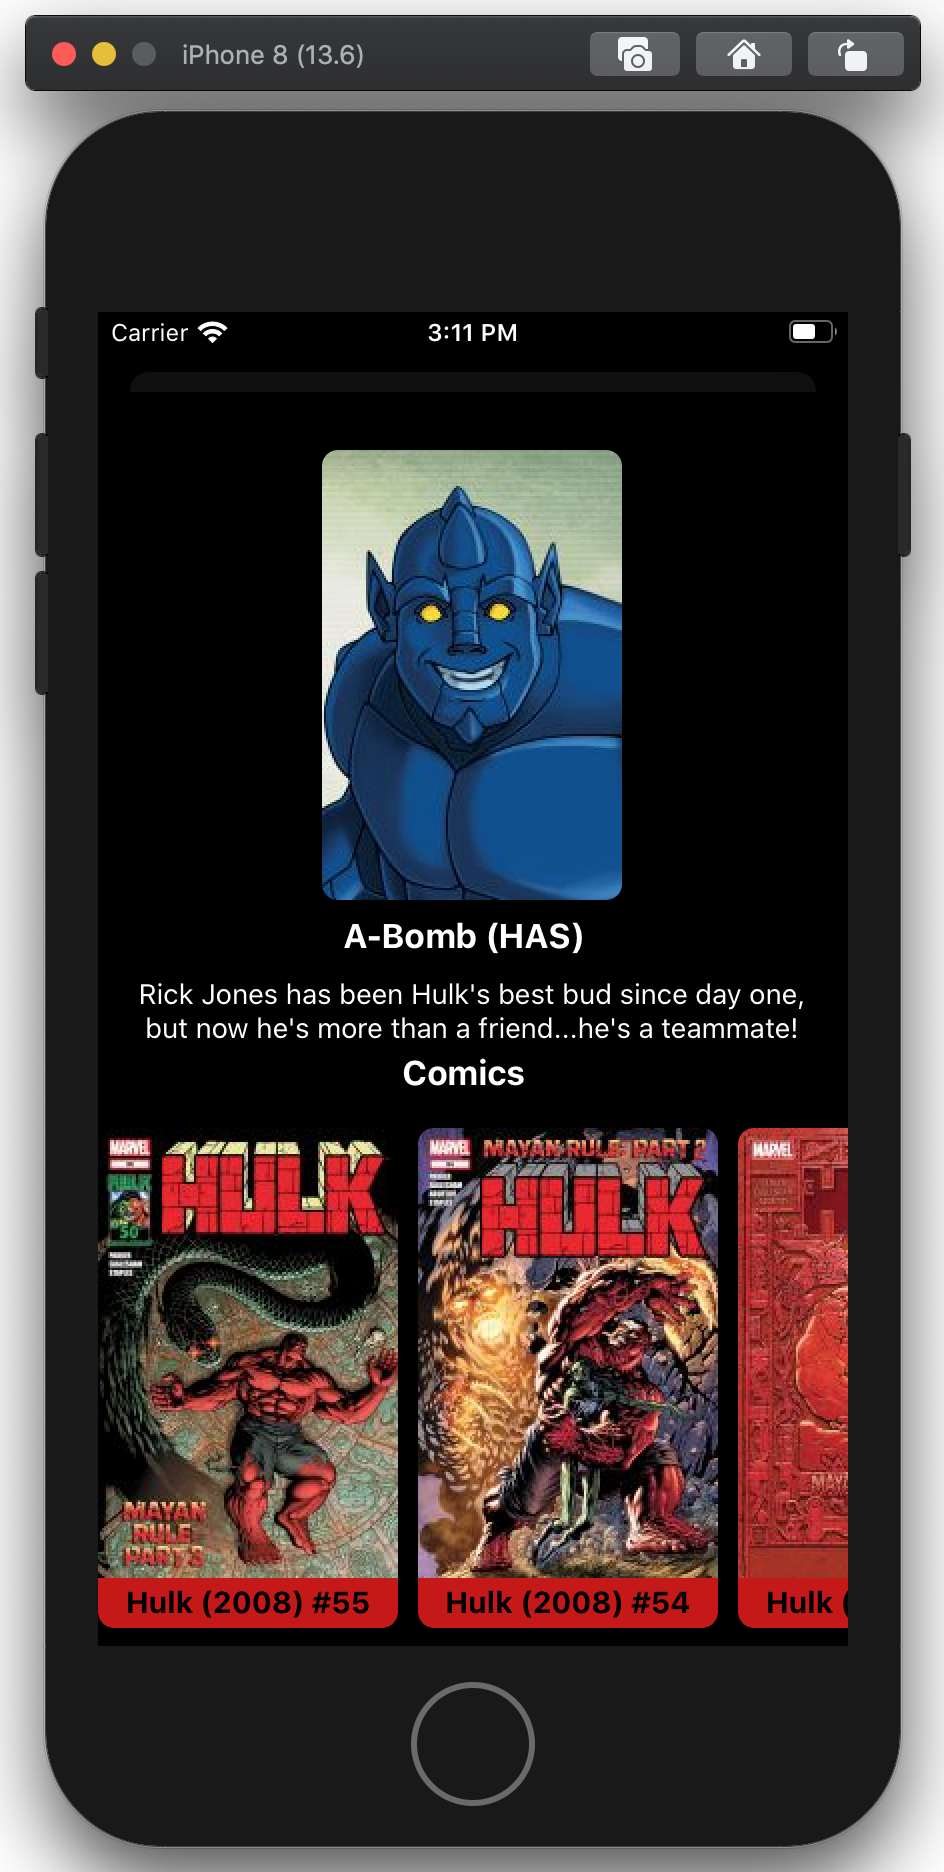 iPhone 8 (13.6)
Carrier
3:11 PM
A-Bomb (HAS)
Rick Jones has been Hulk's best bud since day one,
but now he's more than a friend...he's a teammate!
Comics
MARVEL
HULK
HULK
50
MAYAN
RULE
PART 3
Hulk (2008) #55
MARVEL
MAYAN RULE PART 2
HULK
Hulk (2008) #54
MARVEL
Hulk (